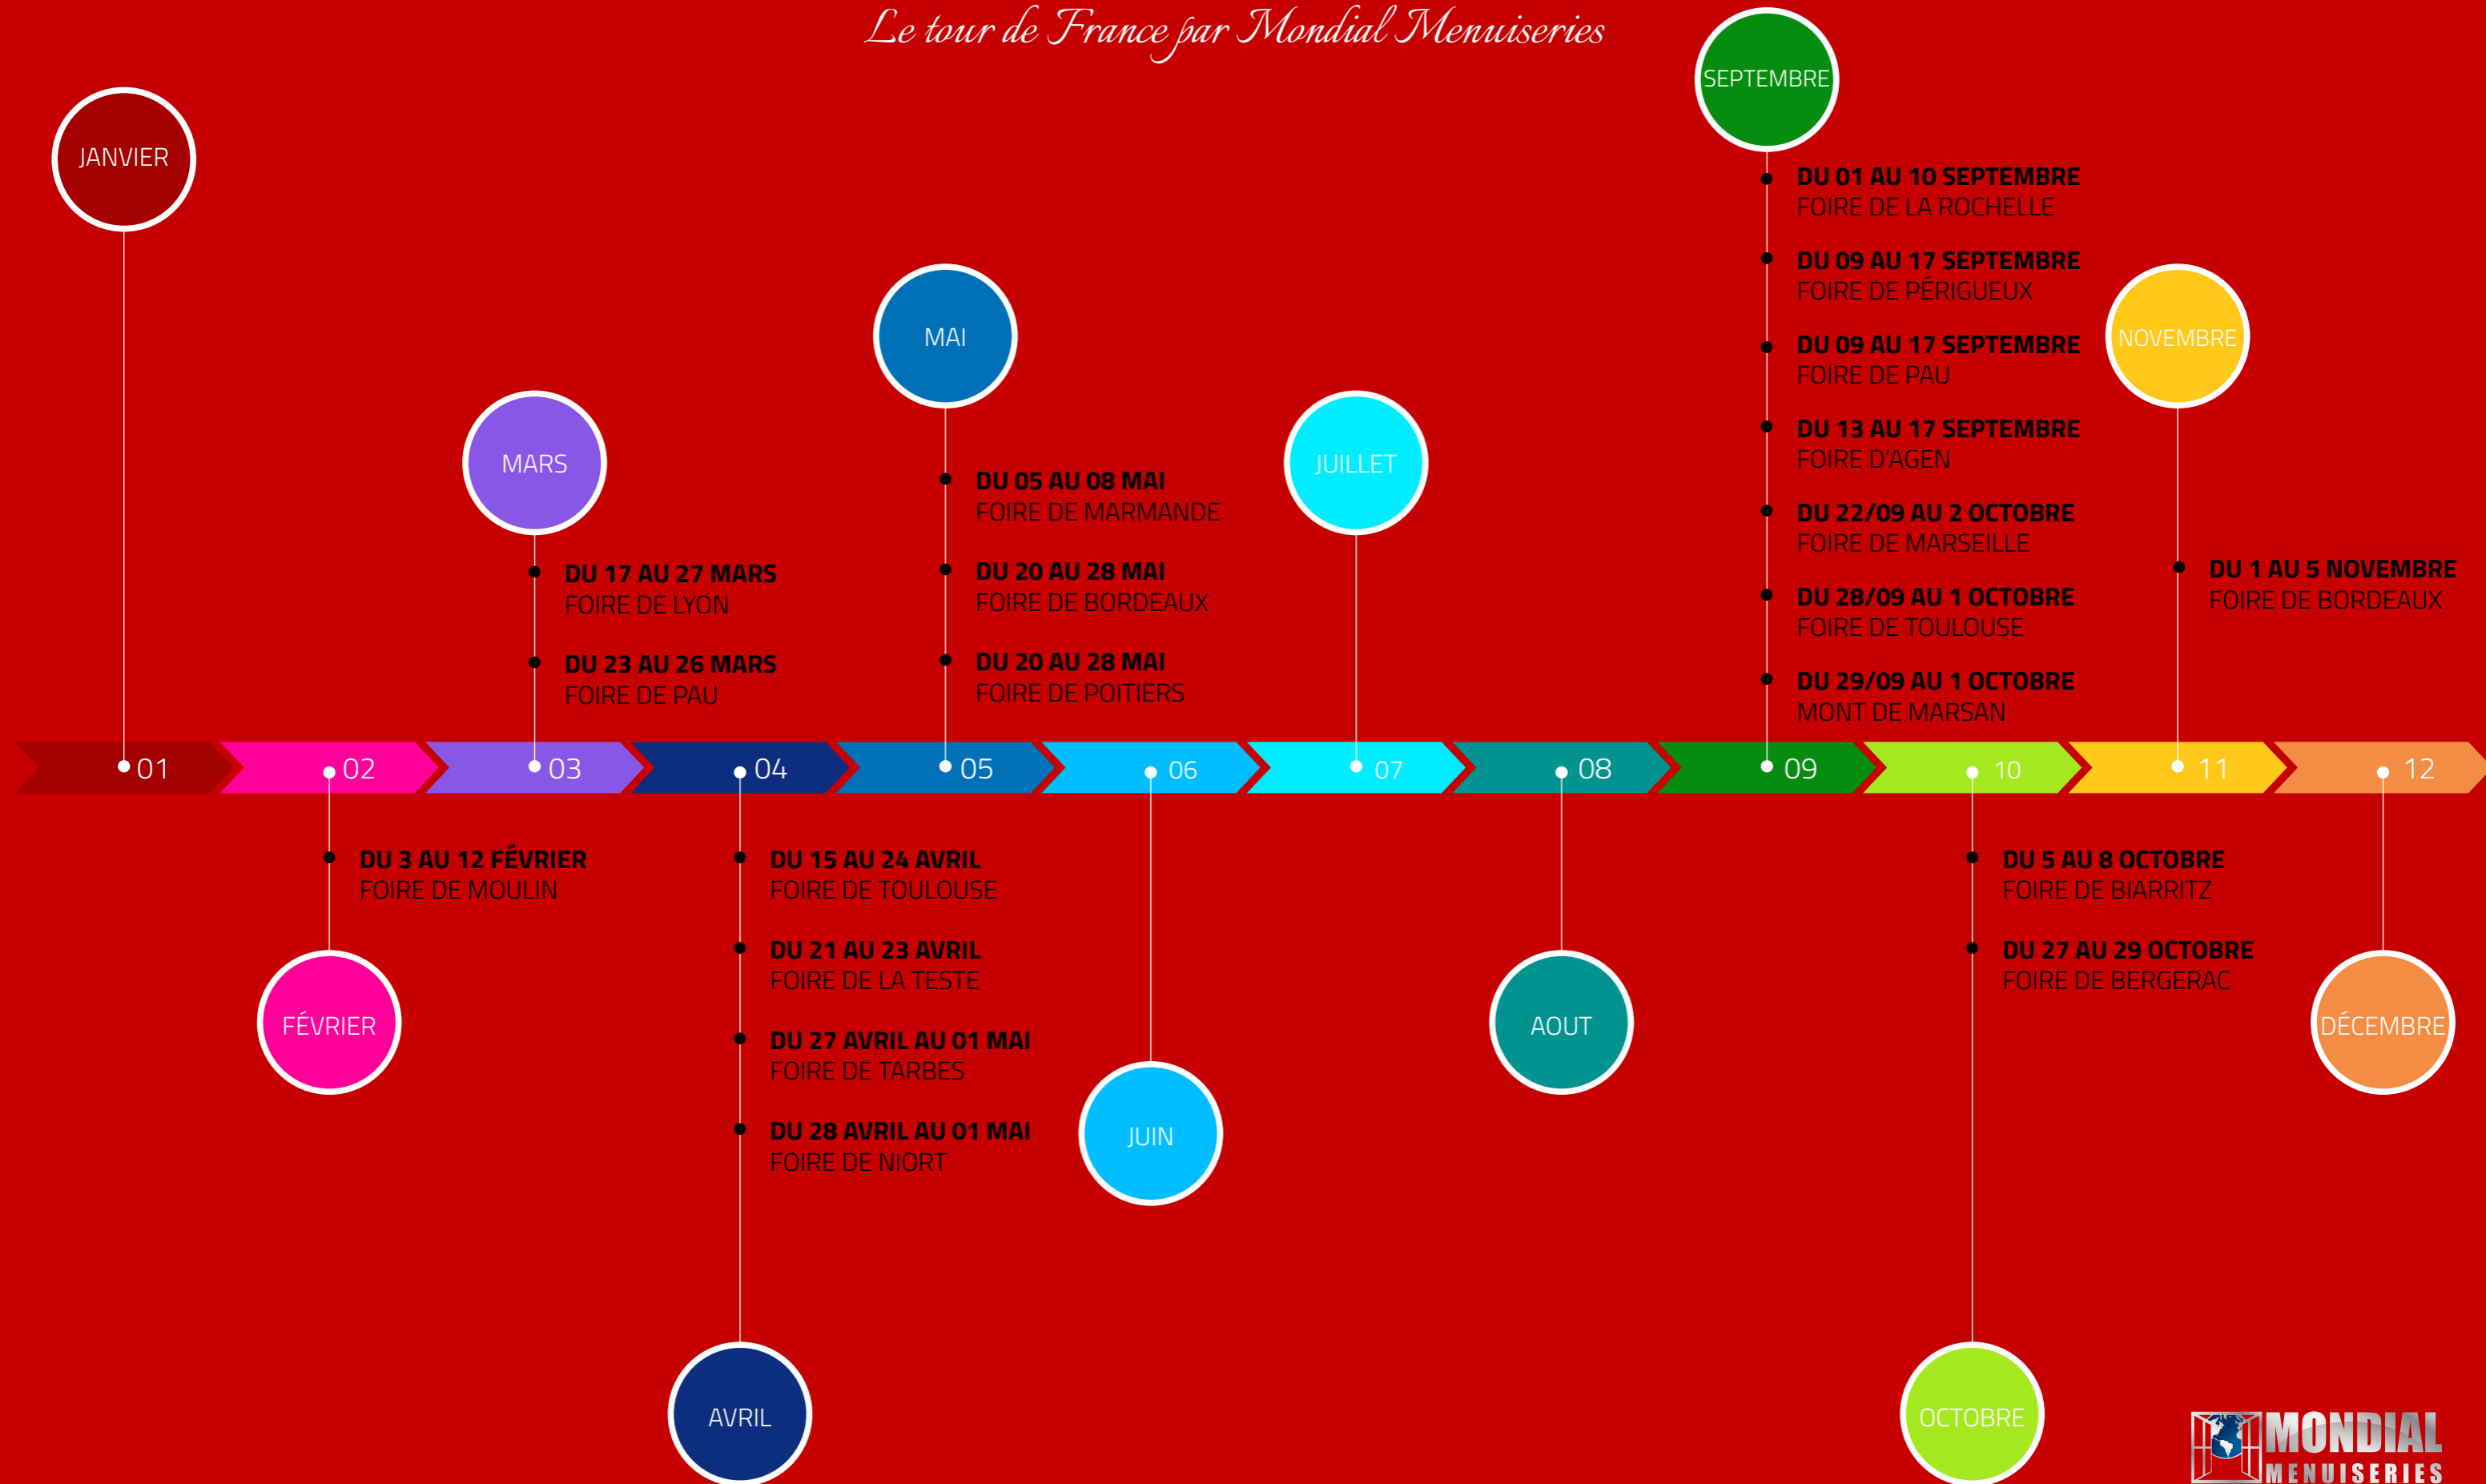 Le tour de France par Mondial Menuiseries
JANVIER
01
FÉVRIER
02
DU 3 AU 12 FÉVRIER
FOIRE DE MOULIN
MARS
03
DU 17 AU 27 MARS
FOIRE DE LYON
DU 23 AU 26 MARS
FOIRE DE PAU
AVRIL
04
DU 15 AU 24 AVRIL
FOIRE DE TOULOUSE
DU 21 AU 23 AVRIL
FOIRE DE LA TESTE
DU 27 AVRIL AU 01 MAI
FOIRE DE TARBES
DU 28 AVRIL AU 01 MAI
FOIRE DE NIORT
MAI
05
DU 05 AU 08 MAI
FOIRE DE MARMANDE
DU 20 AU 28 MAI
FOIRE DE BORDEAUX
DU 20 AU 28 MAI
FOIRE DE POITIERS
JUIN
06
JUILLET
07
AOUT
08
SEPTEMBRE
09
DU 01 AU 10 SEPTEMBRE
FOIRE DE LA ROCHELLE
DU 09 AU 17 SEPTEMBRE
FOIRE DE PÉRIGUEUX
DU 09 AU 17 SEPTEMBRE
FOIRE DE PAU
DU 13 AU 17 SEPTEMBRE
FOIRE D'AGEN
DU 22/09 AU 2 OCTOBRE
FOIRE DE MARSEILLE
DU 28/09 AU 1 OCTOBRE
FOIRE DE TOULOUSE
DU 29/09 AU 1 OCTOBRE
MONT DE MARSAN
OCTOBRE
10
DU 5 AU 8 OCTOBRE
FOIRE DE BIARRITZ
DU 27 AU 29 OCTOBRE
FOIRE DE BERGERAC
NOVEMBRE
11
DU 1 AU 5 NOVEMBRE
FOIRE DE BORDEAUX
DÉCEMBRE
12
MONDIAL
MENUISERIES